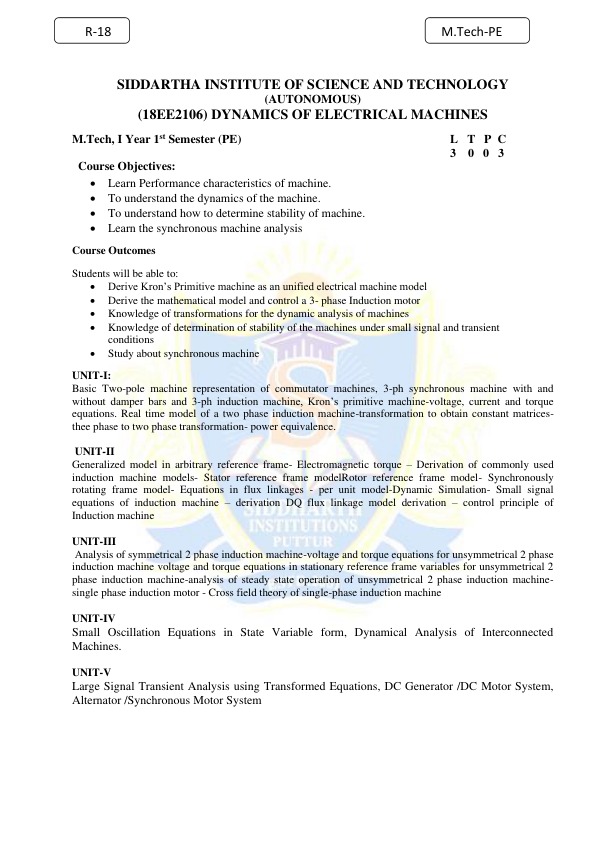 R-18
M.Tech-PE
SIDDARTHA INSTITUTE OF SCIENCE AND TECHNOLOGY
(AUTONOMOUS)
(18EE2106) DYNAMICS OF ELECTRICAL MACHINES
M.Tech, I Year 1st Semester (PE) L T P C
3 0 0 3
Course Objectives:
• Learn Performance characteristics of machine.
• To understand the dynamics of the machine.
• To understand how to determine stability of machine.
• Learn the synchronous machine analysis
Course Outcomes
Students will be able to:
• Derive Kron's Primitive machine as an unified electrical machine model
• Derive the mathematical model and control a 3- phase Induction motor
• Knowledge of transformations for the dynamic analysis of machines
• Knowledge of determination of stability of the machines under small signal and transient
conditions
• Study about synchronous machine
UNIT-I:
Basic Two-pole machine representation of commutator machines, 3-ph synchronous machine with and
without damper bars and 3-ph induction machine, Kron's primitive machine-voltage, current and torque
equations. Real time model of a two phase induction machine-transformation to obtain constant matrices-
thee phase to two phase transformation- power equivalence.
UNIT-II
Generalized model in arbitrary reference frame- Electromagnetic torque – Derivation of commonly used
induction machine models- Stator reference frame modelRotor reference frame model- Synchronously
rotating frame model- Equations in flux linkages - per unit model-Dynamic Simulation- Small signal
equations of induction machine – derivation DQ flux linkage model derivation – control principle of
Induction machine
UNIT-III
Analysis of symmetrical 2 phase induction machine-voltage and torque equations for unsymmetrical 2 phase
induction machine voltage and torque equations in stationary reference frame variables for unsymmetrical 2
phase induction machine-analysis of steady state operation of unsymmetrical 2 phase induction machine-
single phase induction motor - Cross field theory of single-phase induction machine
UNIT-IV
Small Oscillation Equations in State Variable form, Dynamical Analysis of Interconnected
Machines.
UNIT-V
Large Signal Transient Analysis using Transformed Equations, DC Generator /DC Motor System,
Alternator /Synchronous Motor System
SIDDHARTH
INSTITUTIONS
PUTTUR